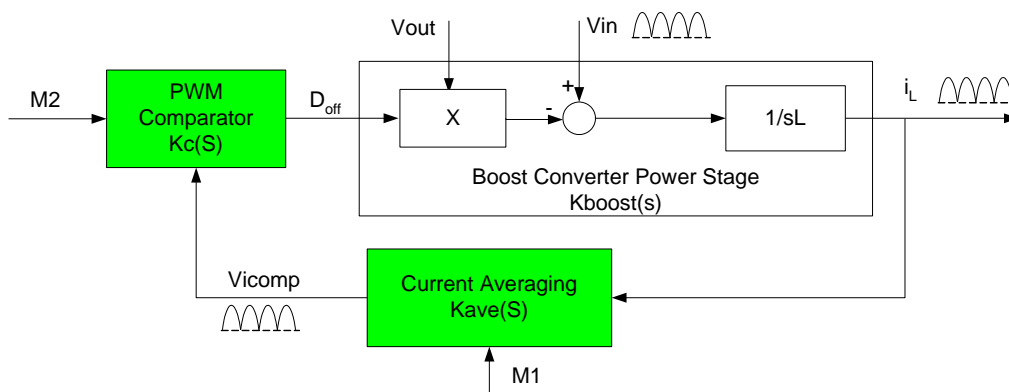 Vout
Vin
M2
PWM
Comparator
Kc(S)
Doff
X
+
-
1/sL
iL
Boost Converter Power Stage
Kboost(s)
Vicomp
Current Averaging
Kave(S)
M1